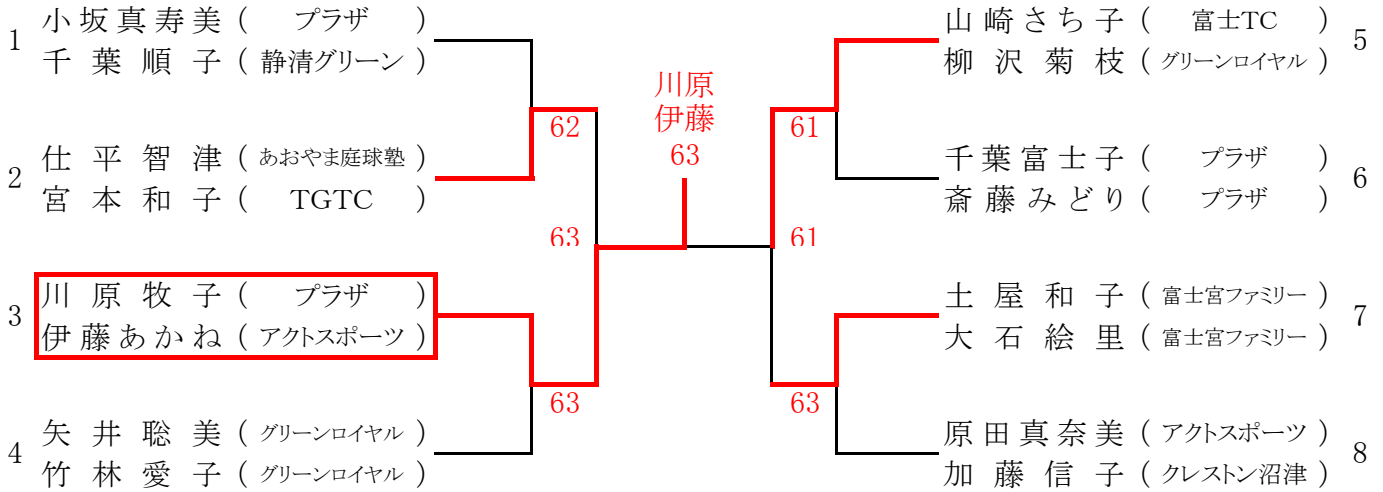 1 小坂真寿美 ( プラザ )
千葉順子 ( 静清グリーン )
2 仕平智津 ( あおやま庭球塾 )
宮本和子 ( TGTC )
3 川原牧子 ( プラザ )
伊藤あかね ( アクトスポーツ )
4 矢井聡美 ( グリーンロイヤル )
竹林愛子 ( グリーンロイヤル )
62
63
63
川原
伊藤
63
61
61
63
山崎さち子 ( 富士TC ) 5
柳沢菊枝 ( グリーンロイヤル )
千葉富士子 ( プラザ ) 6
斎藤みどり ( プラザ )
土屋和子 ( 富士宮ファミリー ) 7
大石絵里 ( 富士宮ファミリー )
原田真奈美 ( アクトスポーツ ) 8
加藤信子 ( クレストン沼津 )